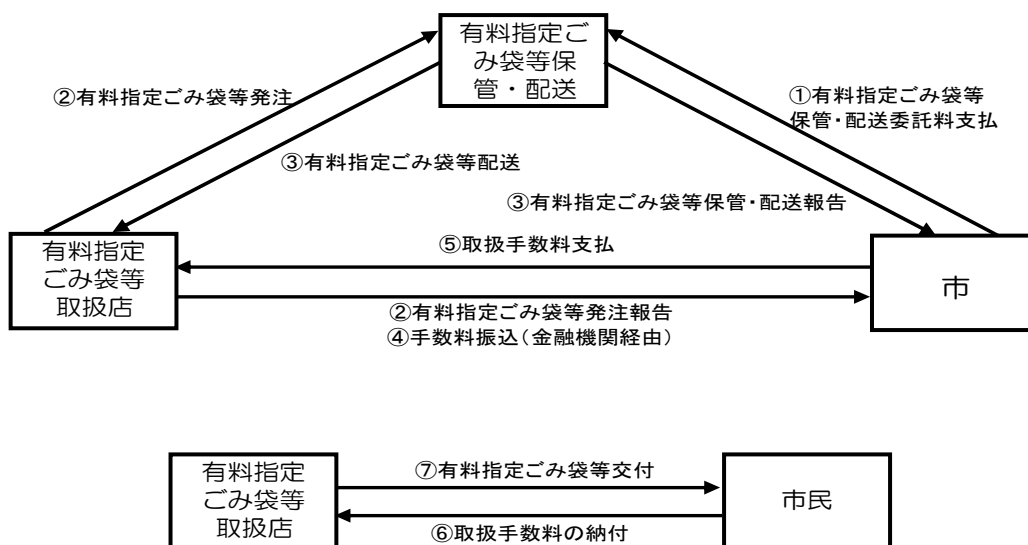 有料指定ご
み袋等保
管・配送
②有料指定ごみ袋等発注
①有料指定ごみ袋等
保管・配送委託料支払
③有料指定ごみ袋等配送
③有料指定ごみ袋等保管・配送報告
⑤取扱手数料支払
有料指定
ごみ袋等
取扱店
市
②有料指定ごみ袋等発注報告
④手数料振込（金融機関経由）
有料指定
ごみ袋等
取扱店
⑦有料指定ごみ袋等交付
市民
⑥取扱手数料の納付